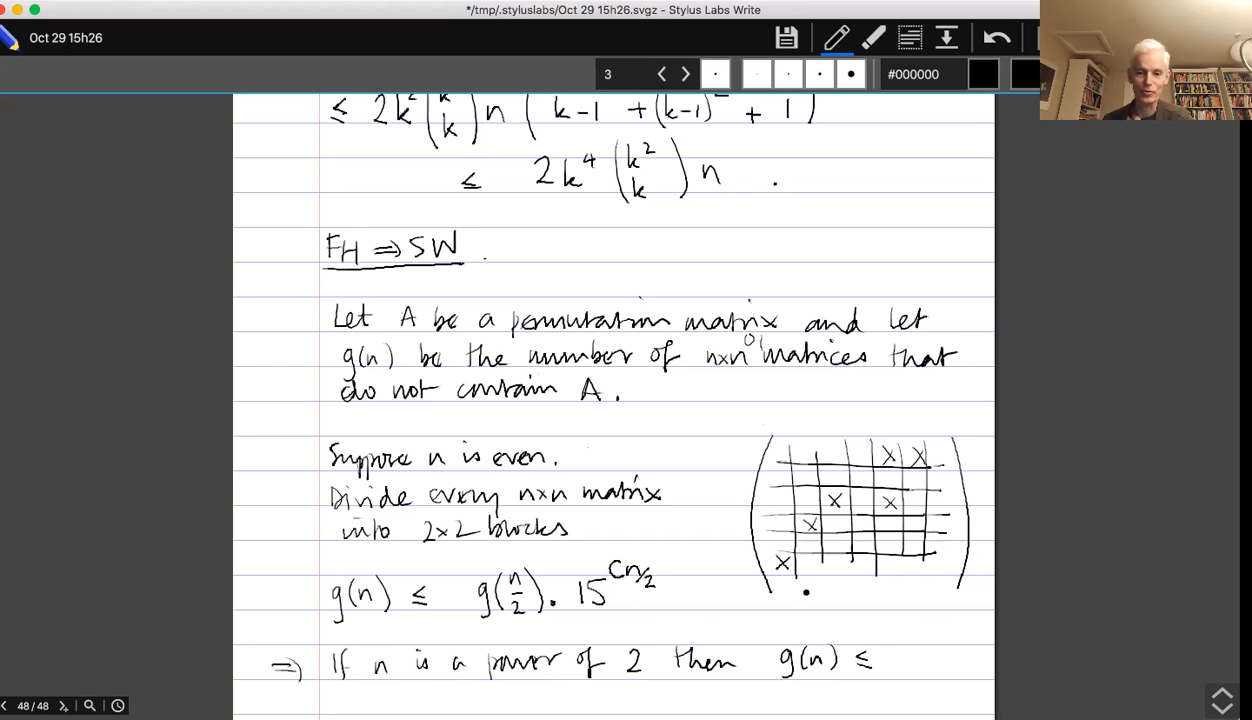 */tmp/.styluslabs/Oct 29 15h26.svgz - Stylus Labs Write
Oct 29 15h26
3
#000000
≤ 2k² (k² k) n ( k-1 + (k-1)² + 1 )
≤ 2k⁴ (k² k) n .
FH ⇒ SW .
Let A be a permutation matrix and let
g(n) be the number of n×n 01 matrices that
do not contain A .
Suppose n is even.
Divide every n×n matrix
into 2×2 blocks
X X
X X
X
X
g(n) ≤ g(n/2) . 15^(Cn/2)
⇒ If n is a power of 2 then g(n) ≤
48 / 48